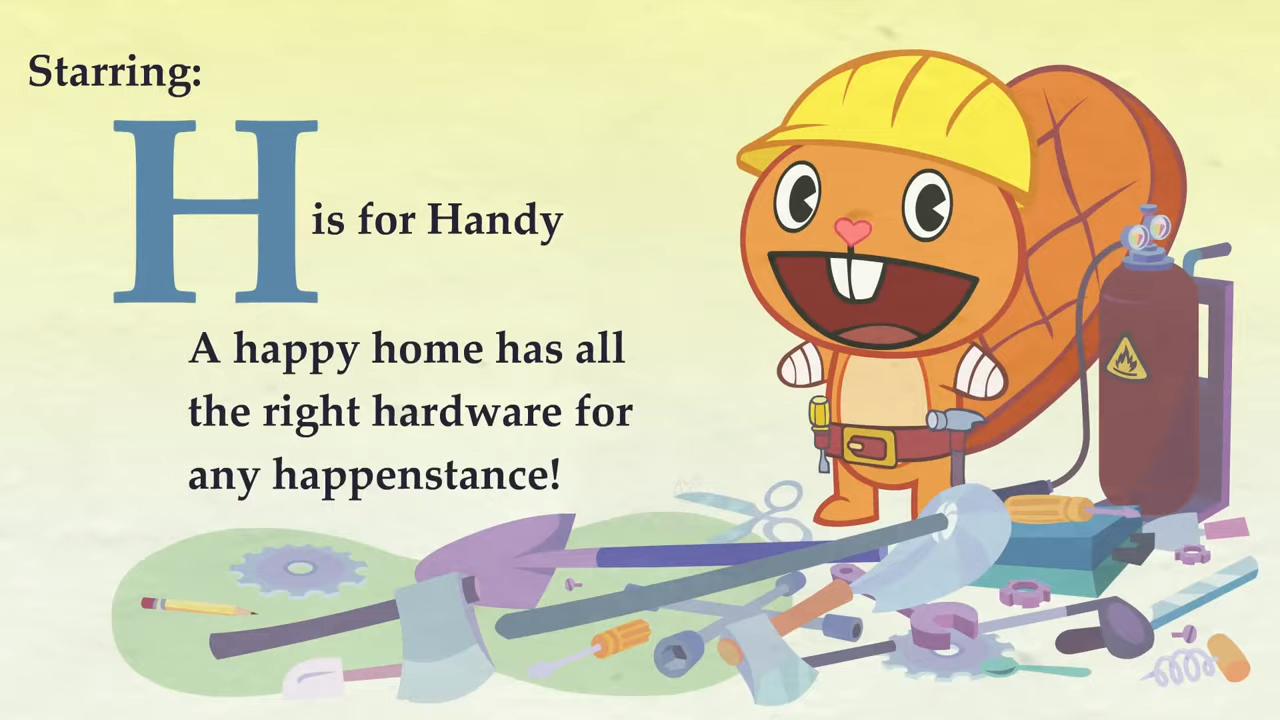 Starring:
H is for Handy
A happy home has all
the right hardware for
any happenstance!